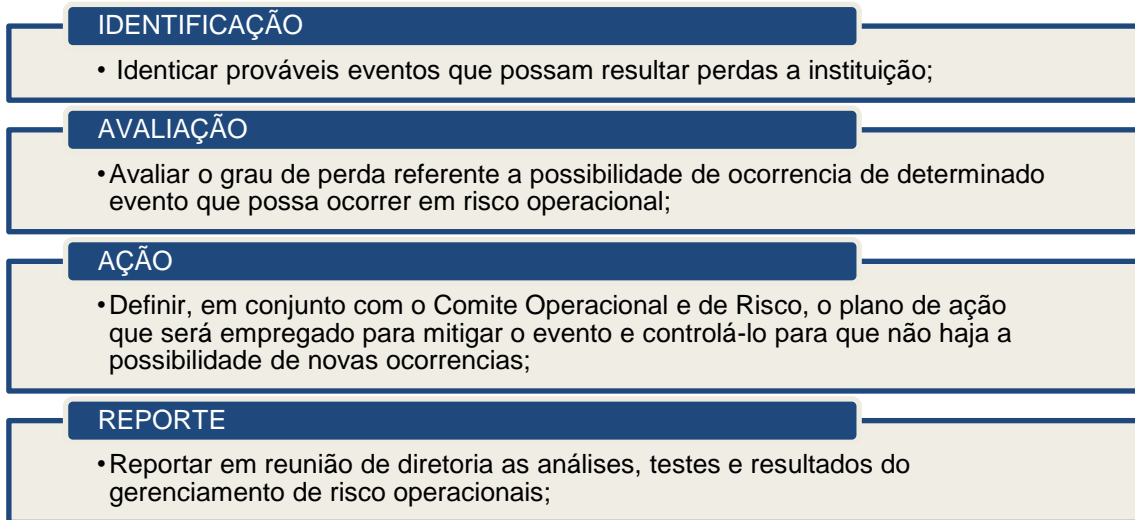 IDENTIFICAÇÃO
• Identicar prováveis eventos que possam resultar perdas a instituição;
AVALIAÇÃO
•Avaliar o grau de perda referente a possibilidade de ocorrencia de determinado
evento que possa ocorrer em risco operacional;
AÇÃO
•Definir, em conjunto com o Comite Operacional e de Risco, o plano de ação
que será empregado para mitigar o evento e controlá-lo para que não haja a
possibilidade de novas ocorrencias;
REPORTE
•Reportar em reunião de diretoria as análises, testes e resultados do
gerenciamento de risco operacionais;